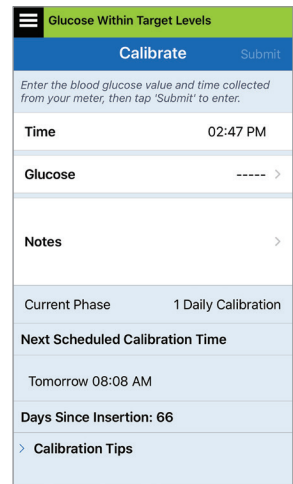 Glucose Within Target Levels
Calibrate Submit
Enter the blood glucose value and time collected
from your meter, then tap 'Submit' to enter.
Time 02:47 PM
Glucose ----- >
Notes >
Current Phase 1 Daily Calibration
Next Scheduled Calibration Time
Tomorrow 08:08 AM
Days Since Insertion: 66
> Calibration Tips